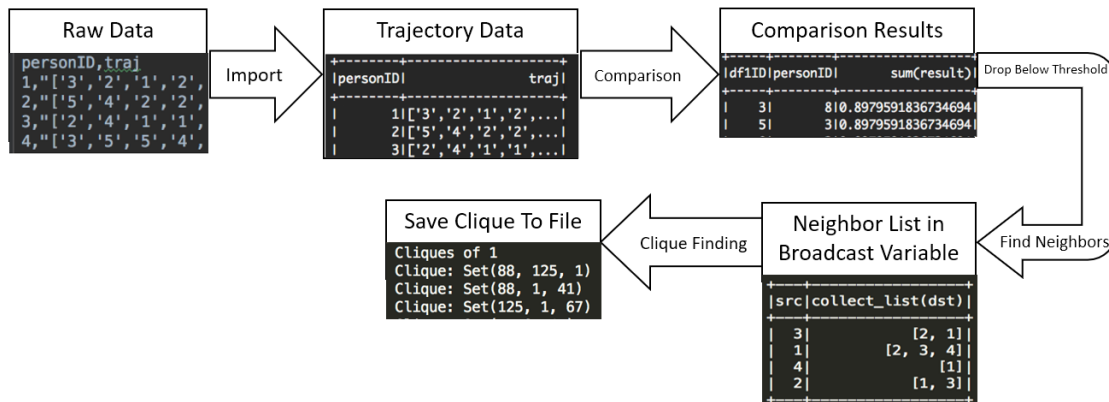 Raw Data
personID,traj
1,"['3', '2', '1', '2',
2,"['5', '4', '2', '2',
3,"['2', '4', '1', '1',
4,"['3', '5', '5', '4',
Import
Trajectory Data
+--------+--------------------+
|personID| traj|
+--------+--------------------+
| 1|['3','2','1','2',...|
| 2|['5','4','2','2',...|
| 3|['2','4','1','1',...|
Comparison
Comparison Results
|df1ID|personID| sum(result)|
+-----+--------+------------------+
| 3| 8|0.8979591836734694|
| 5| 3|0.8979591836734694|
Drop Below Threshold
Find Neighbors
Neighbor List in
Broadcast Variable
+---+-----------------+
|src|collect_list(dst)|
+---+-----------------+
| 3| [2, 1]|
| 1| [2, 3, 4]|
| 4| [1]|
| 2| [1, 3]|
+---+-----------------+
Clique Finding
Save Clique To File
Cliques of 1
Clique: Set(88, 125, 1)
Clique: Set(88, 1, 41)
Clique: Set(125, 1, 67)